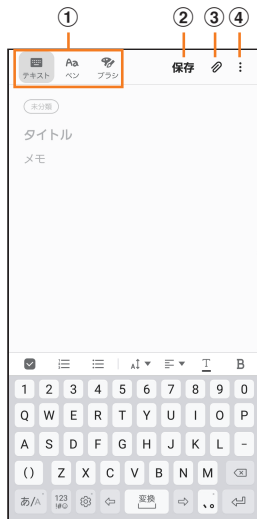 ① ② ③ ④
Aa
テキスト ペン ブラシ 保存
未分類
タイトル
メモ
A T B
1 2 3 4 5 6 7 8 9 0
Q W E R T Y U I O P
A S D F G H J K L -
() Z X C V B N M
あ/A 123 !#☺ 変換 、。